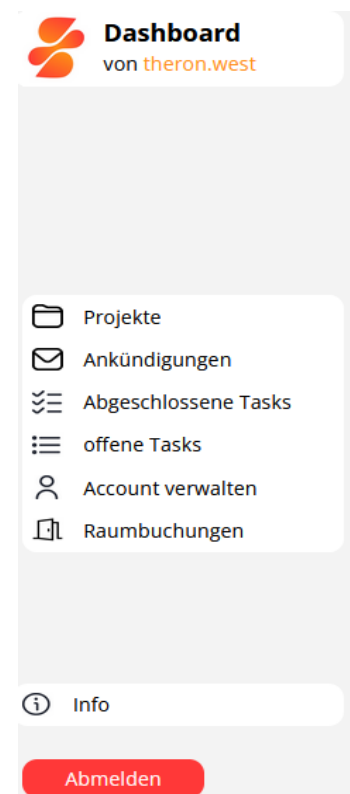 Dashboard
von theron.west
Projekte
Ankündigungen
Abgeschlossene Tasks
offene Tasks
Account verwalten
Raumbuchungen
Info
Abmelden